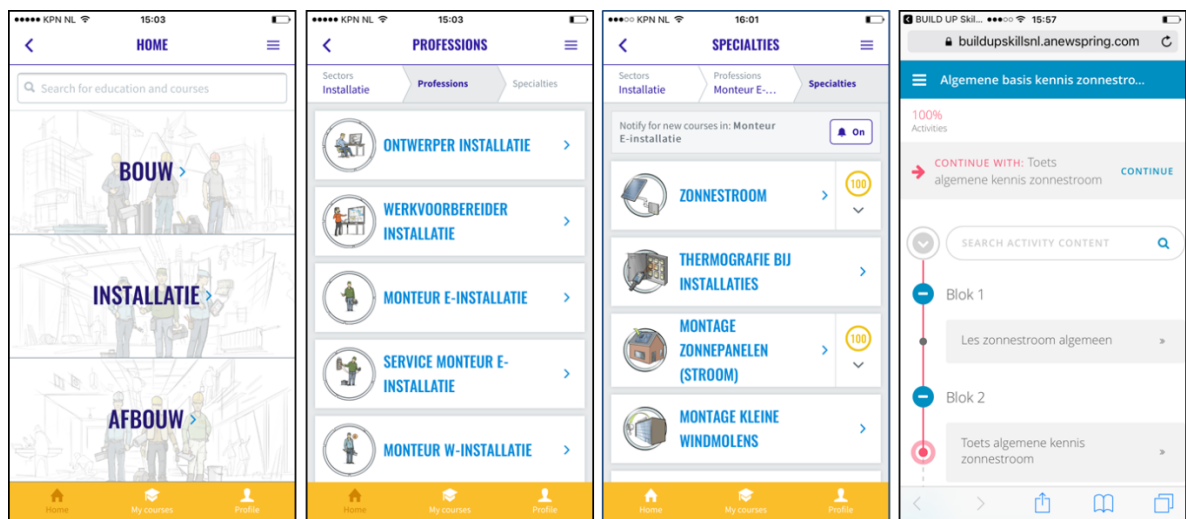 KPN NL 15:03
HOME
Search for education and courses
BOUW
INSTALLATIE
AFBOUW
Home My courses Profile
KPN NL 15:03
PROFESSIONS
Sectors
Installatie
Professions
Specialties
ONTWERPER INSTALLATIE
WERKVOORBEREIDER
INSTALLATIE
MONTEUR E-INSTALLATIE
SERVICE MONTEUR E-
INSTALLATIE
MONTEUR W-INSTALLATIE
Home My courses Profile
KPN NL 16:01
SPECIALTIES
Sectors
Installatie
Professions
Monteur E-...
Specialties
Notify for new courses in: Monteur
E-installatie
On
ZONNESTROOM
100
THERMOGRAFIE BIJ
INSTALLATIES
MONTAGE
ZONNEPANELEN
(STROOM)
100
MONTAGE KLEINE
WINDMOLENS
Home My courses Profile
BUILD UP Skil... 15:57
buildupskillsnl.anewspring.com
Algemene basis kennis zonnestro...
100%
Activities
CONTINUE WITH: Toets
algemene kennis zonnestroom
CONTINUE
SEARCH ACTIVITY CONTENT
Blok 1
Les zonnestroom algemeen »
Blok 2
Toets algemene kennis
zonnestroom »